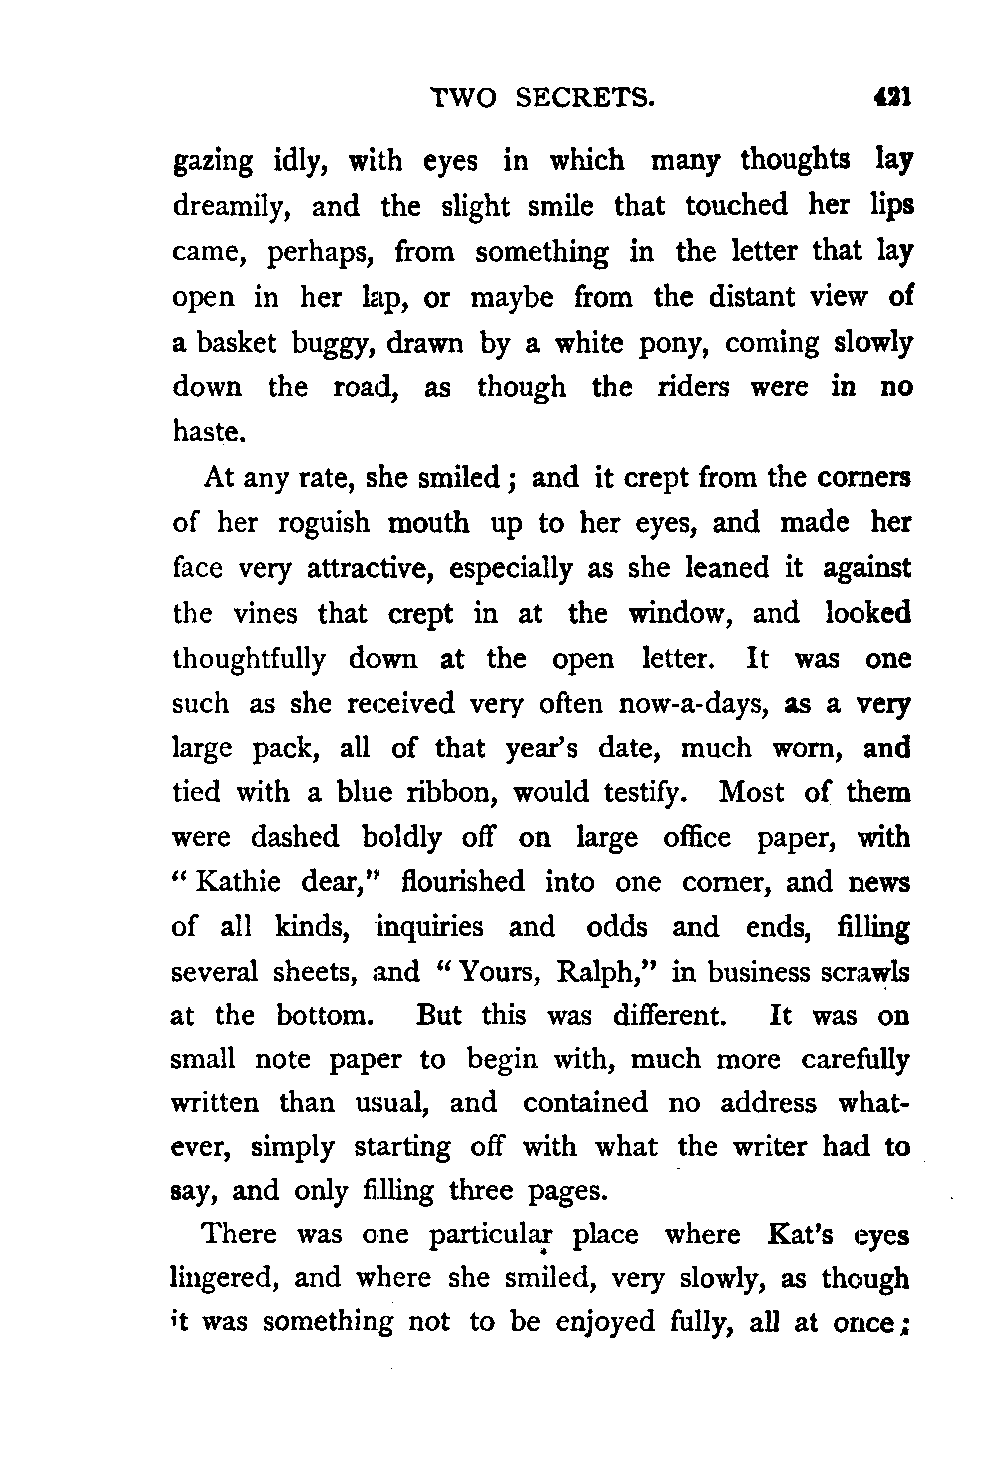 TWO SECRETS. 421
gazing idly, with eyes in which many thoughts lay
dreamily, and the slight smile that touched her lips
came, perhaps, from something in the letter that lay
open in her lap, or maybe from the distant view of
a basket buggy, drawn by a white pony, coming slowly
down the road, as though the riders were in no
haste.
At any rate, she smiled; and it crept from the corners
of her roguish mouth up to her eyes, and made her
face very attractive, especially as she leaned it against
the vines that crept in at the window, and looked
thoughtfully down at the open letter. It was one
such as she received very often now-a-days, as a very
large pack, all of that year's date, much worn, and
tied with a blue ribbon, would testify. Most of them
were dashed boldly off on large office paper, with
"Kathie dear," flourished into one corner, and news
of all kinds, inquiries and odds and ends, filling
several sheets, and "Yours, Ralph," in business scrawls
at the bottom. But this was different. It was on
small note paper to begin with, much more carefully
written than usual, and contained no address what-
ever, simply starting off with what the writer had to
say, and only filling three pages.
There was one particular place where Kat's eyes
lingered, and where she smiled, very slowly, as though
it was something not to be enjoyed fully, all at once;